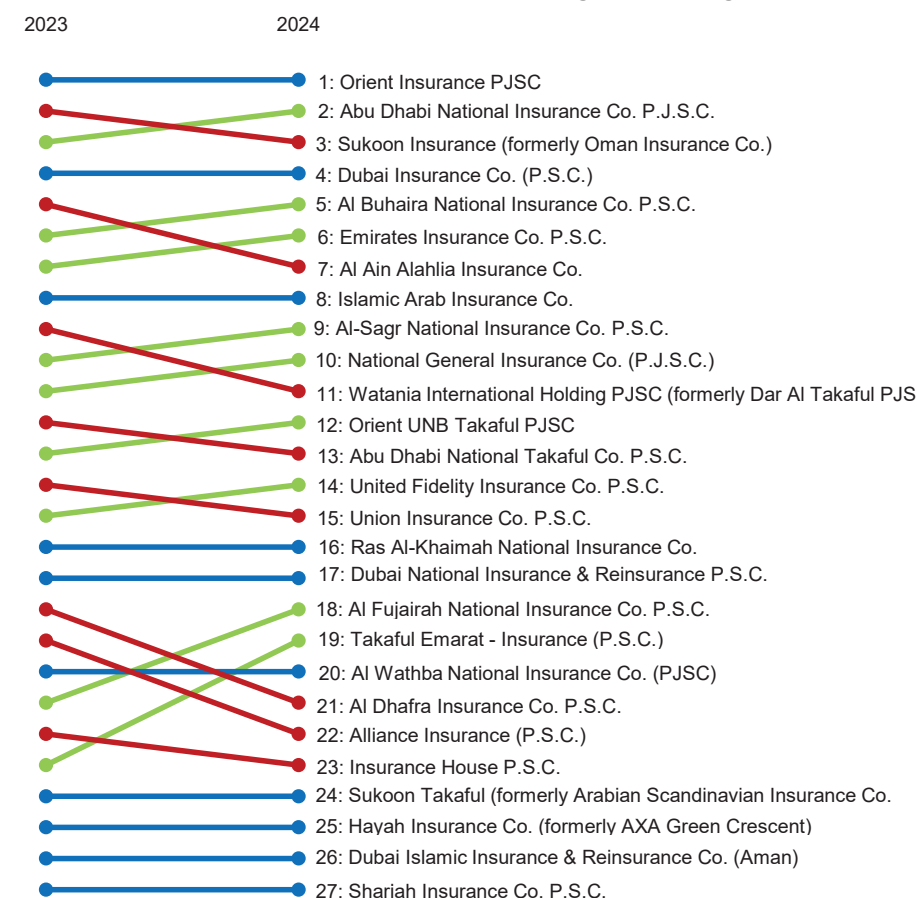 2023 2024
1: Orient Insurance PJSC
2: Abu Dhabi National Insurance Co. P.J.S.C.
3: Sukoon Insurance (formerly Oman Insurance Co.)
4: Dubai Insurance Co. (P.S.C.)
5: Al Buhaira National Insurance Co. P.S.C.
6: Emirates Insurance Co. P.S.C.
7: Al Ain Alahlia Insurance Co.
8: Islamic Arab Insurance Co.
9: Al-Sagr National Insurance Co. P.S.C.
10: National General Insurance Co. (P.J.S.C.)
11: Watania International Holding PJSC (formerly Dar Al Takaful PJS
12: Orient UNB Takaful PJSC
13: Abu Dhabi National Takaful Co. P.S.C.
14: United Fidelity Insurance Co. P.S.C.
15: Union Insurance Co. P.S.C.
16: Ras Al-Khaimah National Insurance Co.
17: Dubai National Insurance & Reinsurance P.S.C.
18: Al Fujairah National Insurance Co. P.S.C.
19: Takaful Emarat - Insurance (P.S.C.)
20: Al Wathba National Insurance Co. (PJSC)
21: Al Dhafra Insurance Co. P.S.C.
22: Alliance Insurance (P.S.C.)
23: Insurance House P.S.C.
24: Sukoon Takaful (formerly Arabian Scandinavian Insurance Co.
25: Hayah Insurance Co. (formerly AXA Green Crescent)
26: Dubai Islamic Insurance & Reinsurance Co. (Aman)
27: Shariah Insurance Co. P.S.C.